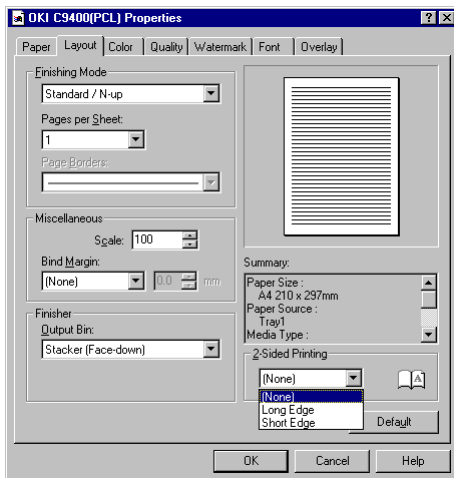 OKI C9400(PCL) Properties
Paper Layout Color Quality Watermark Font Overlay
Finishing Mode
Standard / N-up
Pages per Sheet:
1
Page Borders:
Miscellaneous
Scale: 100
Bind Margin:
(None) 0.0 mm
Finisher
Output Bin:
Stacker (Face-down)
Summary:
Paper Size :
A4 210 x 297mm
Paper Source :
Tray1
Media Type :
2-Sided Printing
(None)
A
(None)
Long Edge
Short Edge
Default
OK Cancel Help